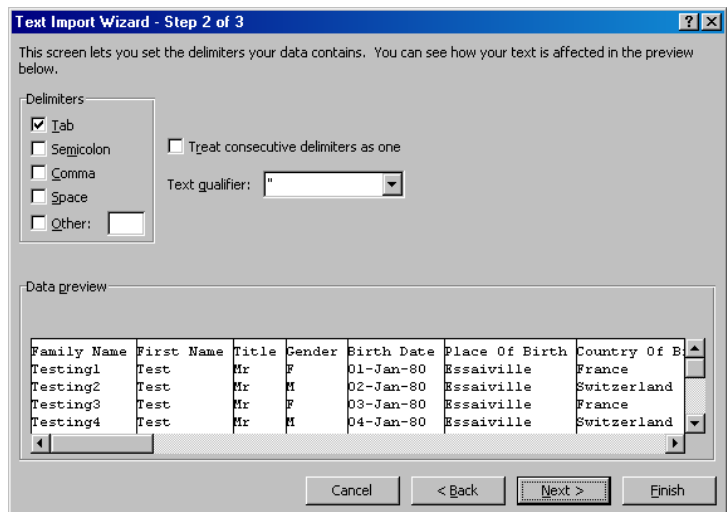 Text Import Wizard - Step 2 of 3
This screen lets you set the delimiters your data contains. You can see how your text is affected in the preview
below.
Delimiters
Tab
Semicolon
Comma
Space
Other:
Treat consecutive delimiters as one
Text qualifier: "
Data preview
Family Name First Name Title Gender Birth Date Place Of Birth Country Of B
Testing1 Test Mr F 01-Jan-80 Essaiville France
Testing2 Test Mr M 02-Jan-80 Essaiville Switzerland
Testing3 Test Mr F 03-Jan-80 Essaiville France
Testing4 Test Mr M 04-Jan-80 Essaiville Switzerland
Cancel < Back Next > Finish